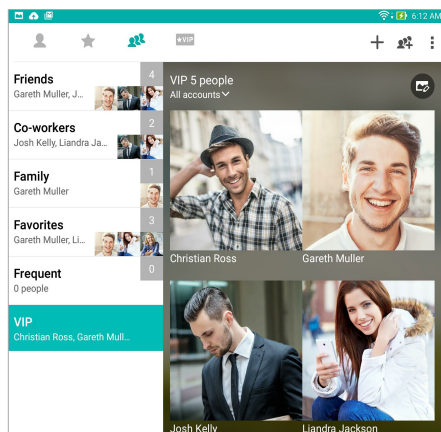 6:12 AM
★VIP
Friends
4
Gareth Muller, J...
Co-workers
2
Josh Kelly, Liandra Ja...
Family
1
Gareth Muller
Favorites
3
Gareth Muller, Li...
Frequent
0
0 people
VIP
Christian Ross, Gareth Mull...
VIP 5 people
All accounts
Christian Ross
Gareth Muller
Josh Kelly
Liandra Jackson